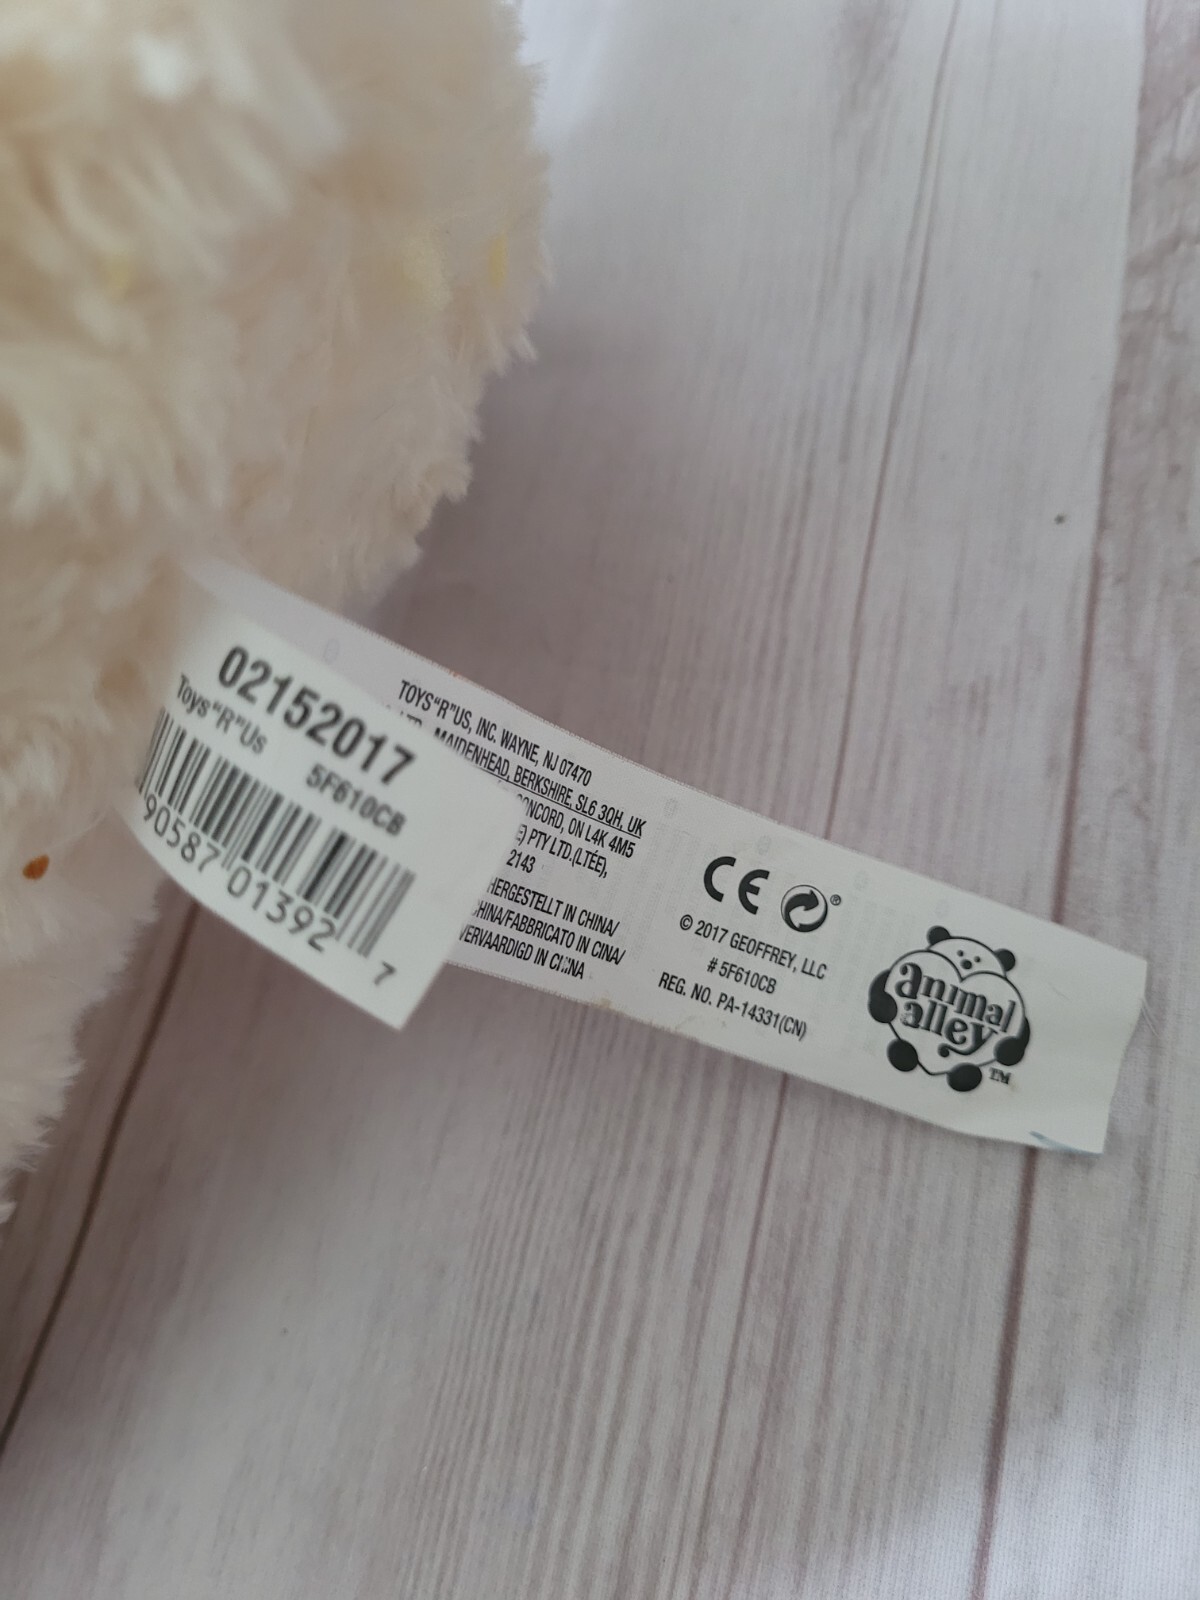 02152017
Toys"R"Us
5F610CB
90587 01392 7
TOYS"R"US, INC. WAYNE, NJ 07470
MAIDENHEAD, BERKSHIRE, SL6 3QH, UK
CONCORD, ON L4K 4M5
PTY LTD.(LTÉE),
2143
HERGESTELLT IN CHINA/
CHINA/FABBRICATO IN CINA/
VERVAARDIGD IN CHINA
CE
© 2017 GEOFFREY, LLC
# 5F610CB
REG. NO. PA-14331(CN)
animal
alley
TM